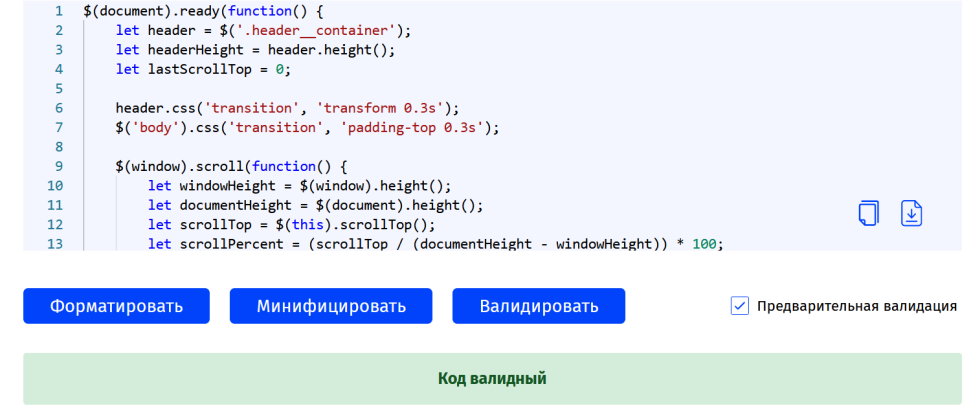 1 $(document).ready(function() {
2 let header = $('.header__container');
3 let headerHeight = header.height();
4 let lastScrollTop = 0;
5
6 header.css('transition', 'transform 0.3s');
7 $('body').css('transition', 'padding-top 0.3s');
8
9 $(window).scroll(function() {
10 let windowHeight = $(window).height();
11 let documentHeight = $(document).height();
12 let scrollTop = $(this).scrollTop();
13 let scrollPercent = (scrollTop / (documentHeight - windowHeight)) * 100;
Форматировать Минифицировать Валидировать Предварительная валидация
Код валидный